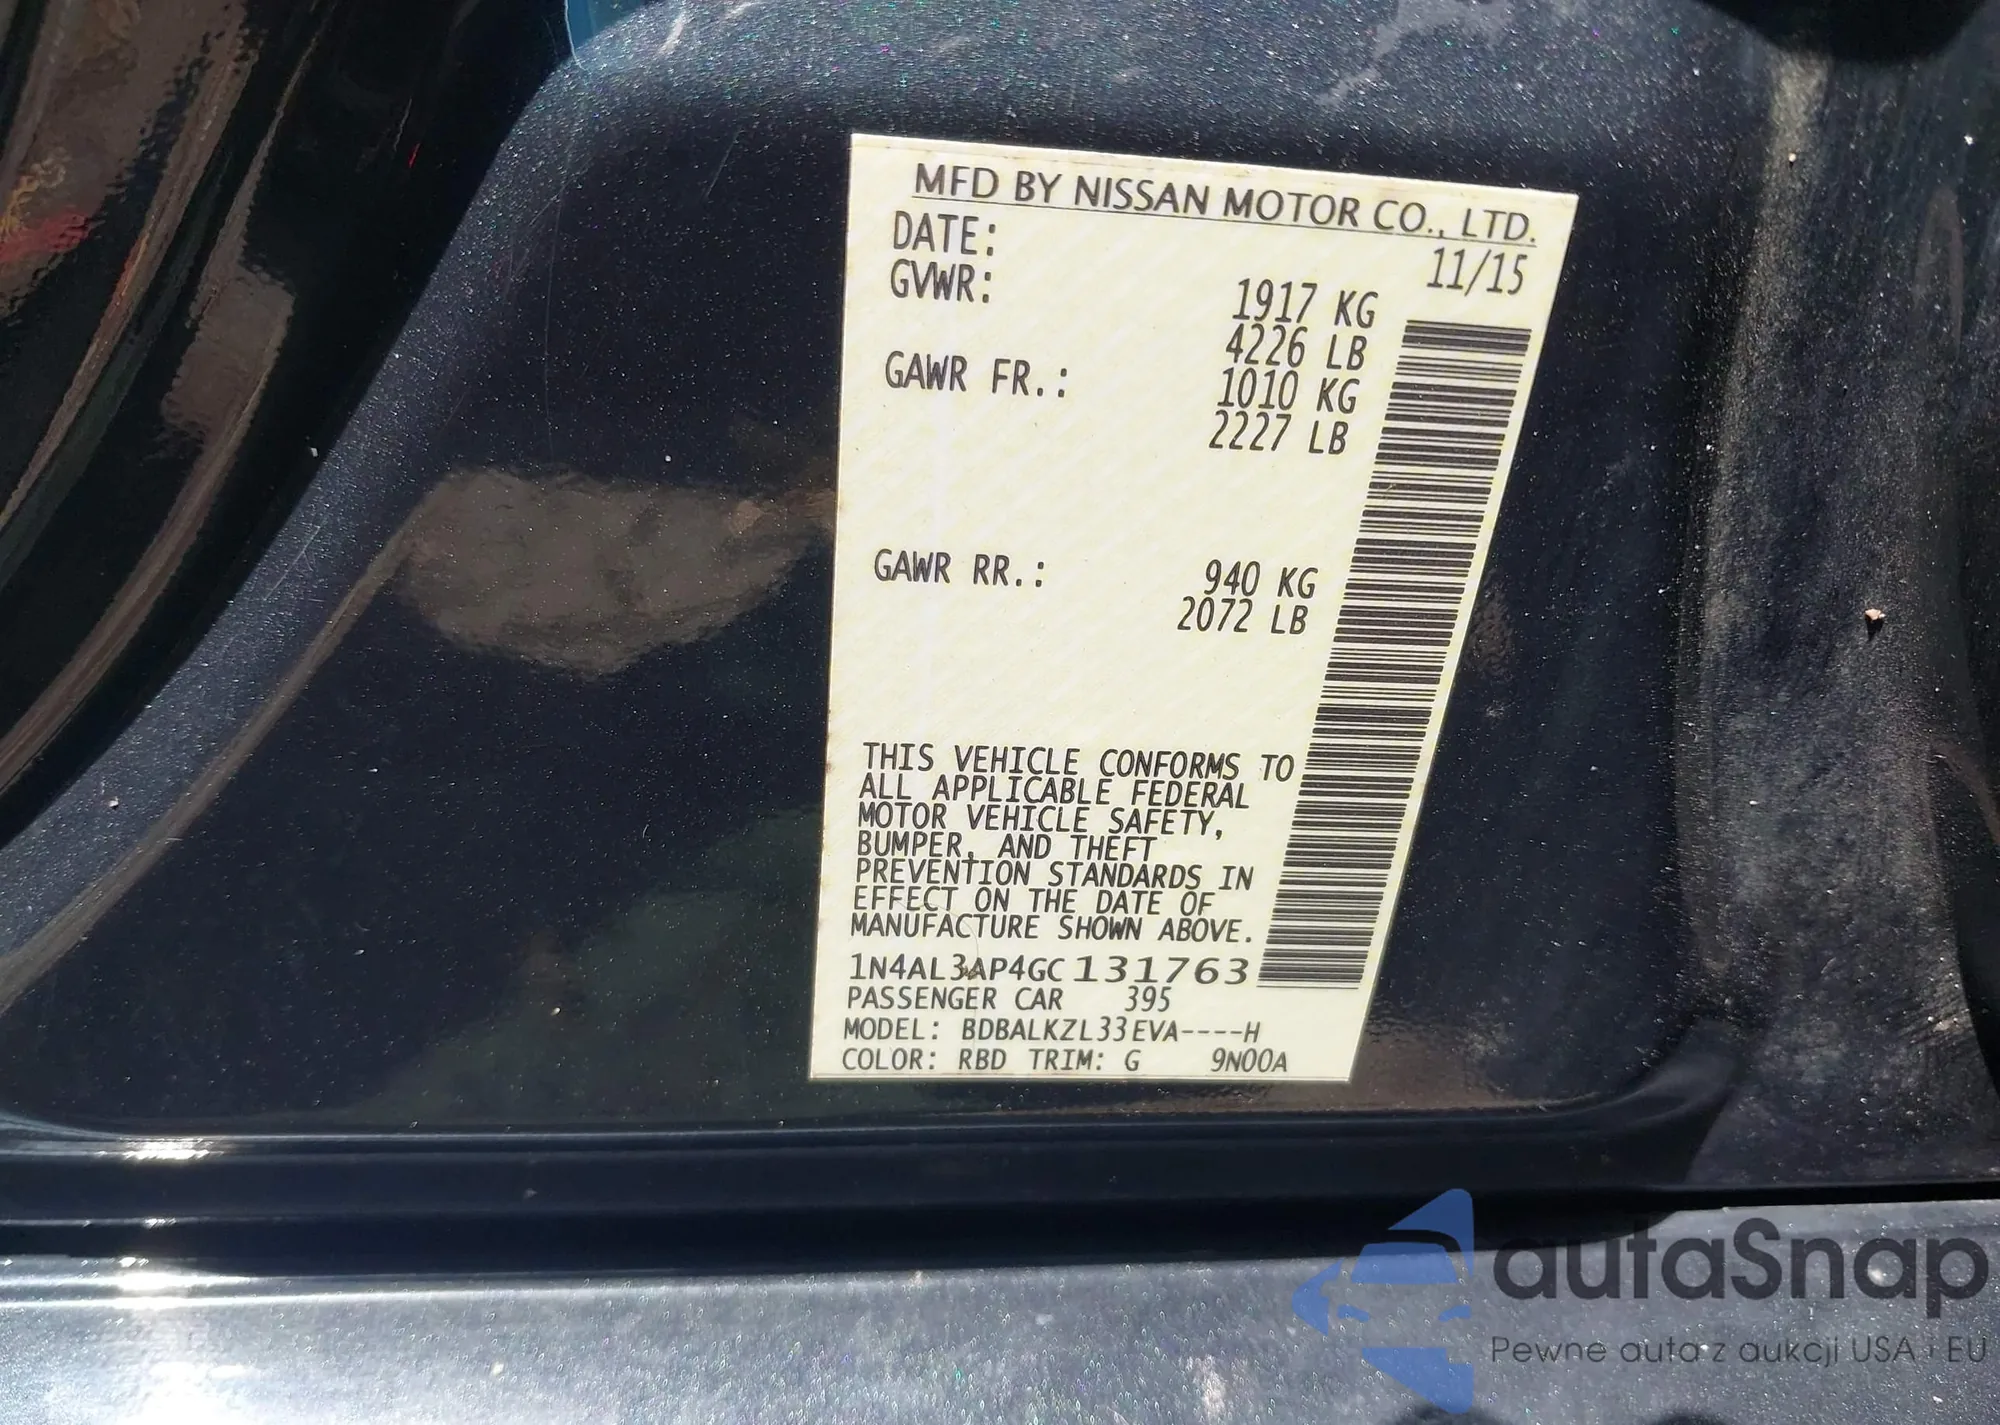 MFD BY NISSAN MOTOR CO., LTD.
DATE: 11/15
GVWR: 1917 KG
4226 LB
GAWR FR.: 1010 KG
2227 LB
GAWR RR.: 940 KG
2072 LB
THIS VEHICLE CONFORMS TO
ALL APPLICABLE FEDERAL
MOTOR VEHICLE SAFETY,
BUMPER, AND THEFT
PREVENTION STANDARDS IN
EFFECT ON THE DATE OF
MANUFACTURE SHOWN ABOVE.
1N4AL3AP4GC131763
PASSENGER CAR 395
MODEL: BDBALKZL33EVA----H
COLOR: RBD TRIM: G 9N00A
autaSnap
Pewne auta z aukcji USA i EU